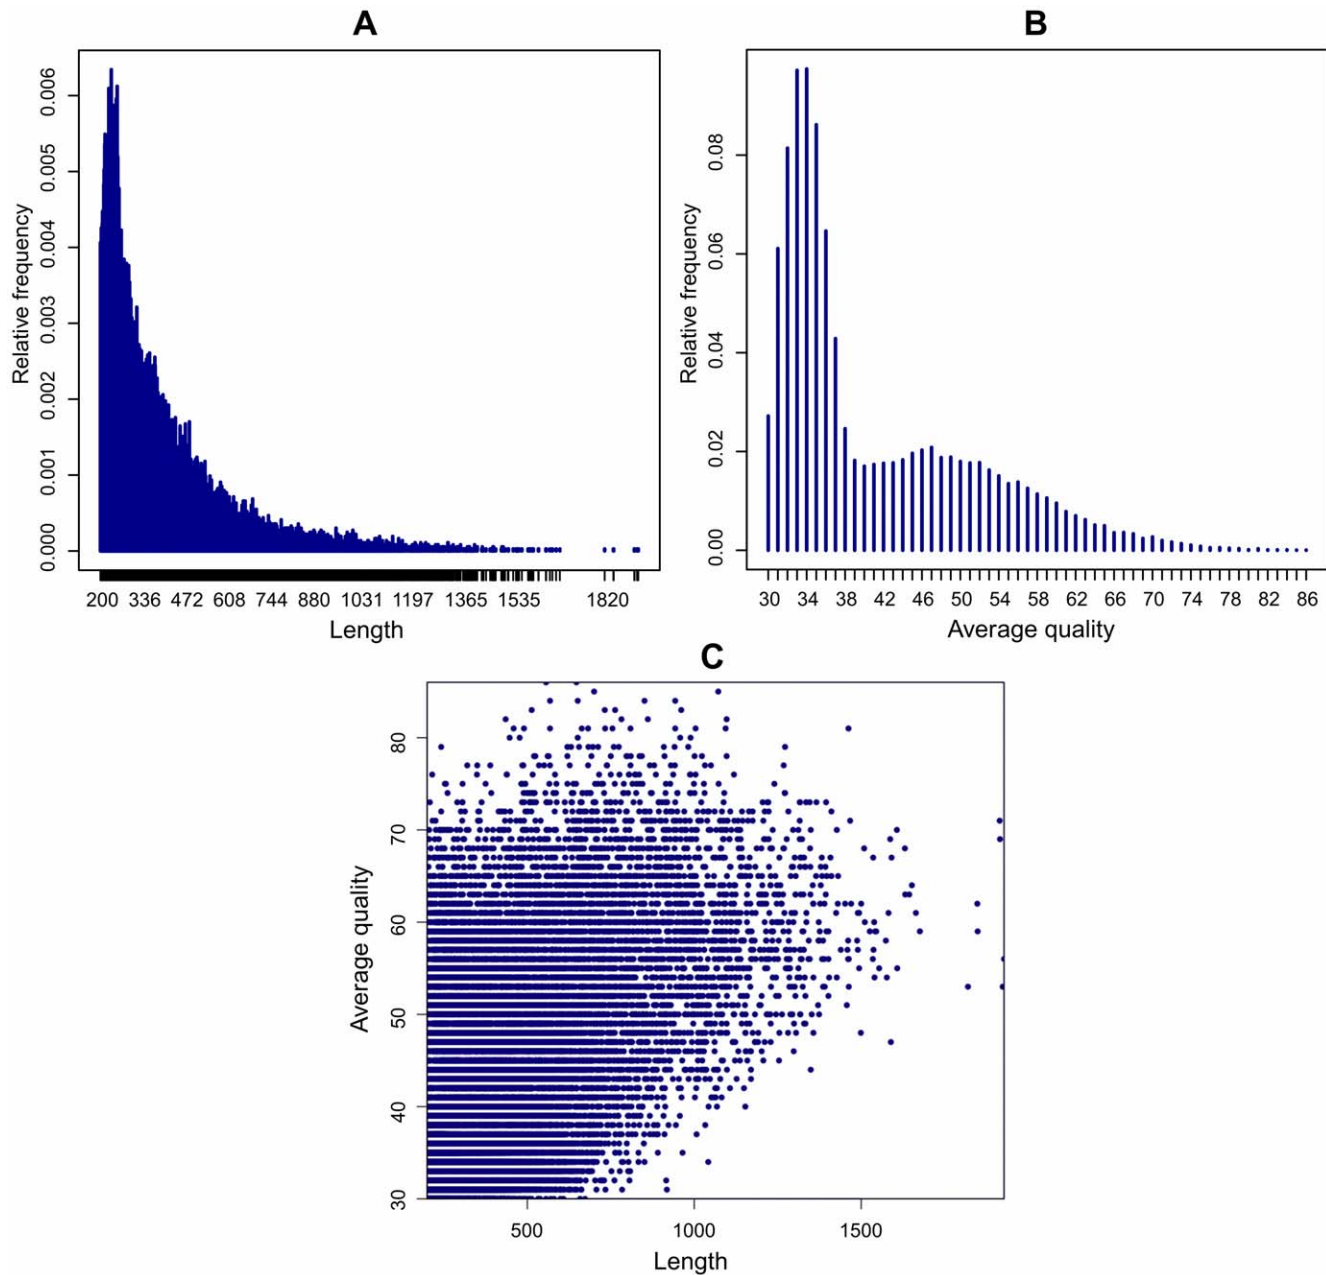 A
Relative frequency
0.006
0.005
0.004
0.003
0.002
0.001
0.000
200 336 472 608 744 880 1031 1197 1365 1535 1820
Length
B
Relative frequency
0.08
0.06
0.04
0.02
0.00
30 34 38 42 46 50 54 58 62 66 70 74 78 82 86
Average quality
C
Average quality
80
70
60
50
40
30
500 1000 1500
Length